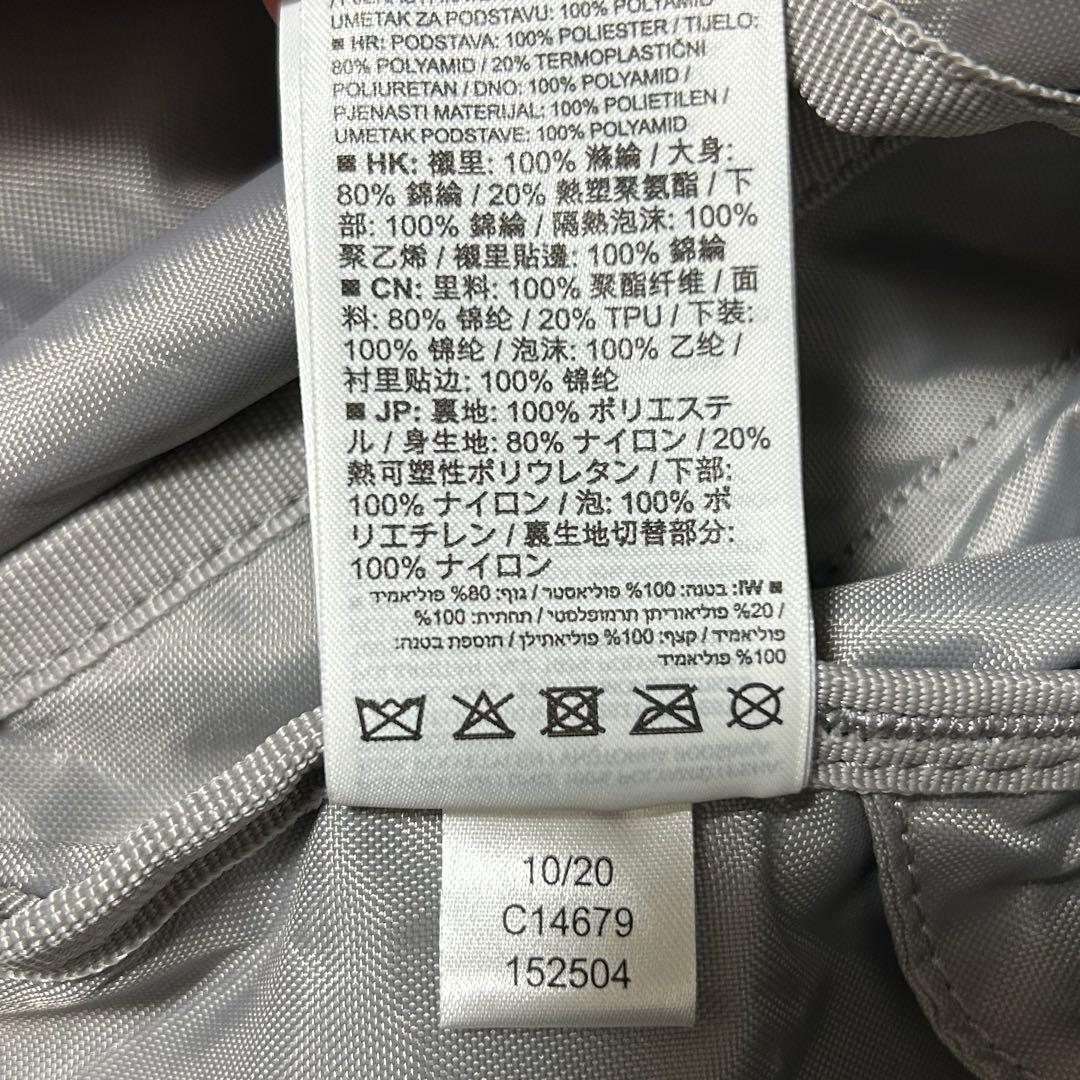 UMETAK ZA PODSTAVU: 100% POLYAMID
■ HR: PODSTAVA: 100% POLIESTER / TIJELO:
80% POLYAMID / 20% TERMOPLASTIČNI
POLIURETAN / DNO: 100% POLYAMID /
PJENASTI MATERIJAL: 100% POLIETILEN /
UMETAK PODSTAVE: 100% POLYAMID
■ HK: 襯里: 100% 滌綸 / 大身:
80% 錦綸 / 20% 熱塑聚氨酯 / 下
部: 100% 錦綸 / 隔熱泡沫: 100%
聚乙烯 / 襯里貼邊: 100% 錦綸
■ CN: 里料: 100% 聚酯纤维 / 面
料: 80% 锦纶 / 20% TPU / 下装:
100% 锦纶 / 泡沫: 100% 乙纶 /
衬里贴边: 100% 锦纶
■ JP: 裏地: 100% ポリエステ
ル / 身生地: 80% ナイロン / 20%
熱可塑性ポリウレタン / 下部:
100% ナイロン / 泡: 100% ポ
リエチレン / 裏生地切替部分:
100% ナイロン
■ IW: בטנה: 100% פוליאסטר / גוף: 80% פוליאמיד
/ 20% פוליאוריתן תרמופלסטי / תחתית: 100%
פוליאמיד / קצף: 100% פוליאתילן / תוספת בטנה:
100% פוליאמיד
10/20
C14679
152504